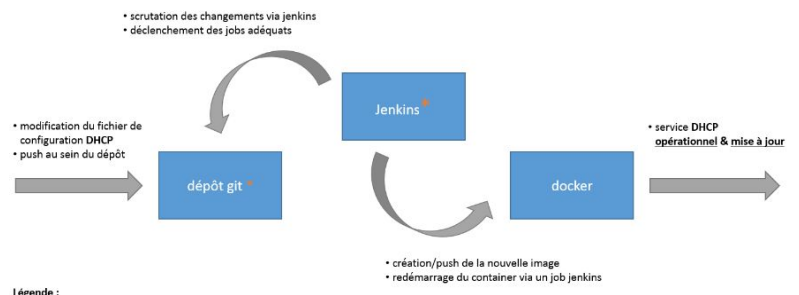 • scrutation des changements via jenkins
• déclenchement des jobs adéquats
Jenkins *
• modification du fichier de
configuration DHCP
• push au sein du dépôt
• service DHCP
opérationnel & mise à jour
dépôt git *
docker
• création/push de la nouvelle image
• redémarrage du container via un job jenkins
Légende :